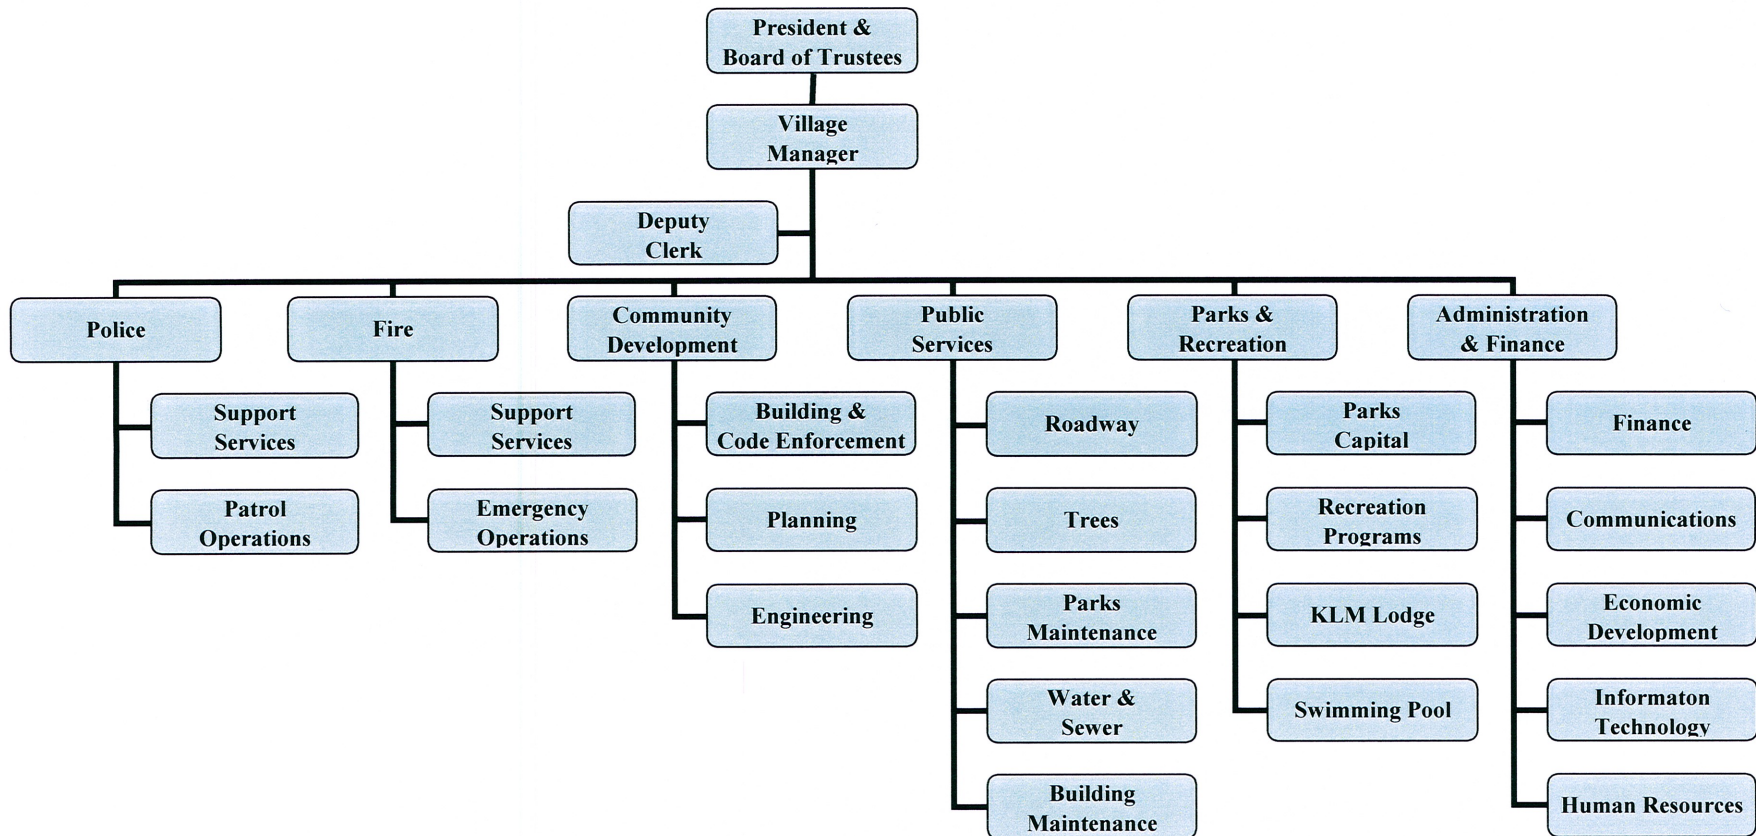 President &
Board of Trustees
Village
Manager
Deputy
Clerk
Police
Fire
Community
Development
Public
Services
Parks &
Recreation
Administration
& Finance
Support
Services
Patrol
Operations
Support
Services
Emergency
Operations
Building &
Code Enforcement
Planning
Engineering
Roadway
Trees
Parks
Maintenance
Water &
Sewer
Building
Maintenance
Parks
Capital
Recreation
Programs
KLM Lodge
Swimming Pool
Finance
Communications
Economic
Development
Informaton
Technology
Human Resources